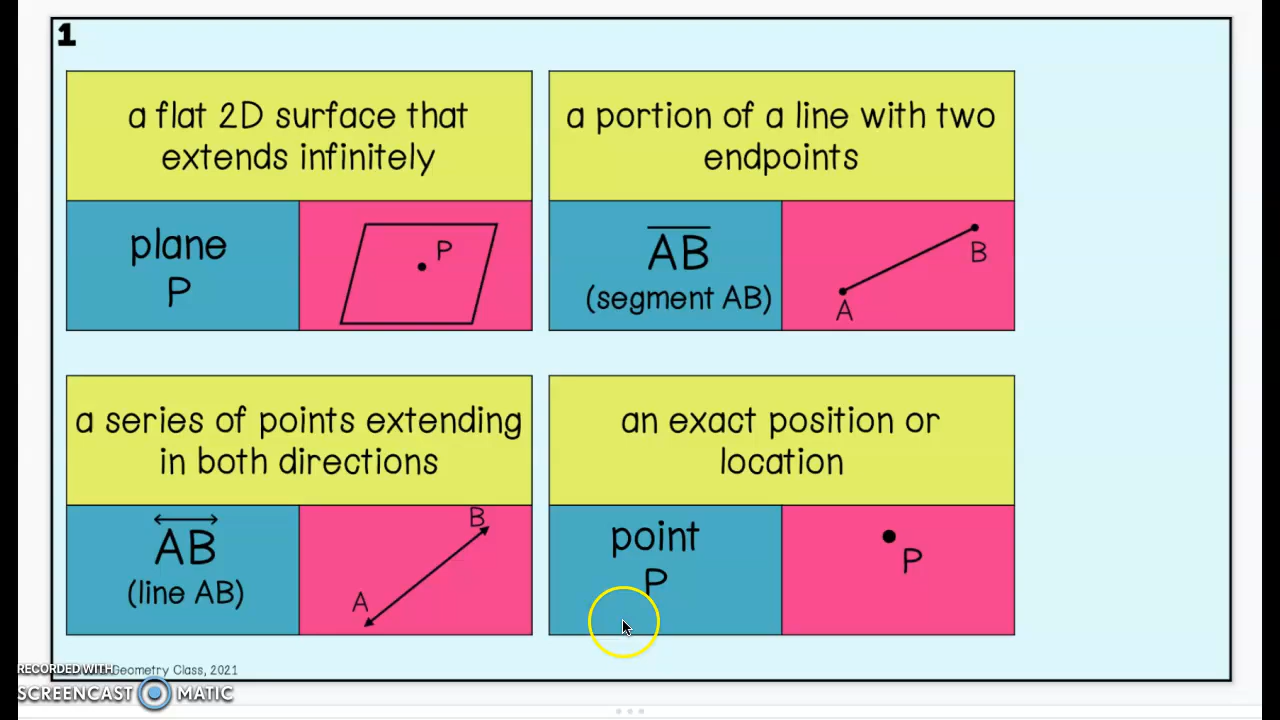 1
a flat 2D surface that
extends infinitely
plane
P
P
a portion of a line with two
endpoints
AB
(segment AB)
A
B
a series of points extending
in both directions
AB
(line AB)
A
B
an exact position or
location
point
P
P
Geometry Class, 2021
RECORDED WITH
SCREENCAST MATIC